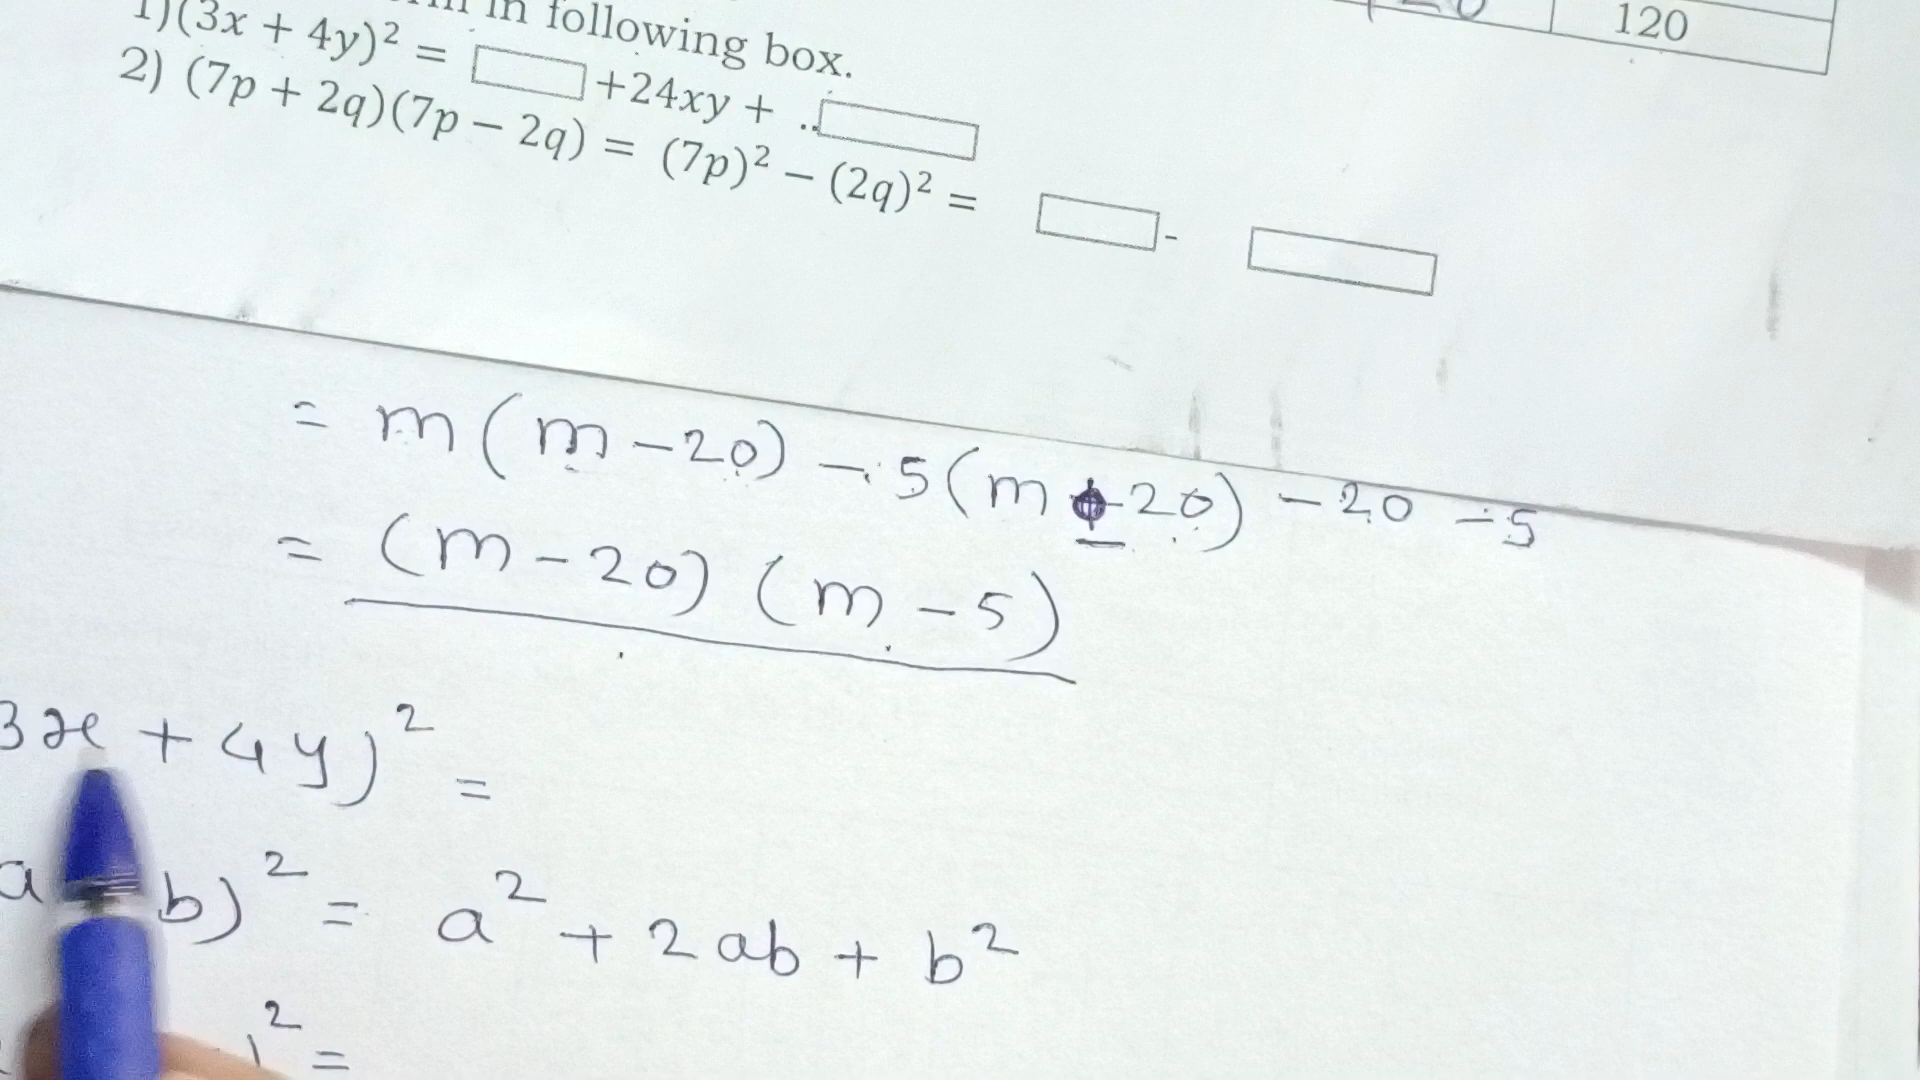 in following box.
120
1)(3x + 4y)² = +24xy + ..
2) (7p + 2q)(7p − 2q) = (7p)² − (2q)² = -
= m(m − 20) − 5(m − 20) − 20 − 5
= (m − 20) (m − 5)
3x + 4y)² =
a b)² = a² + 2ab + b²
)² =